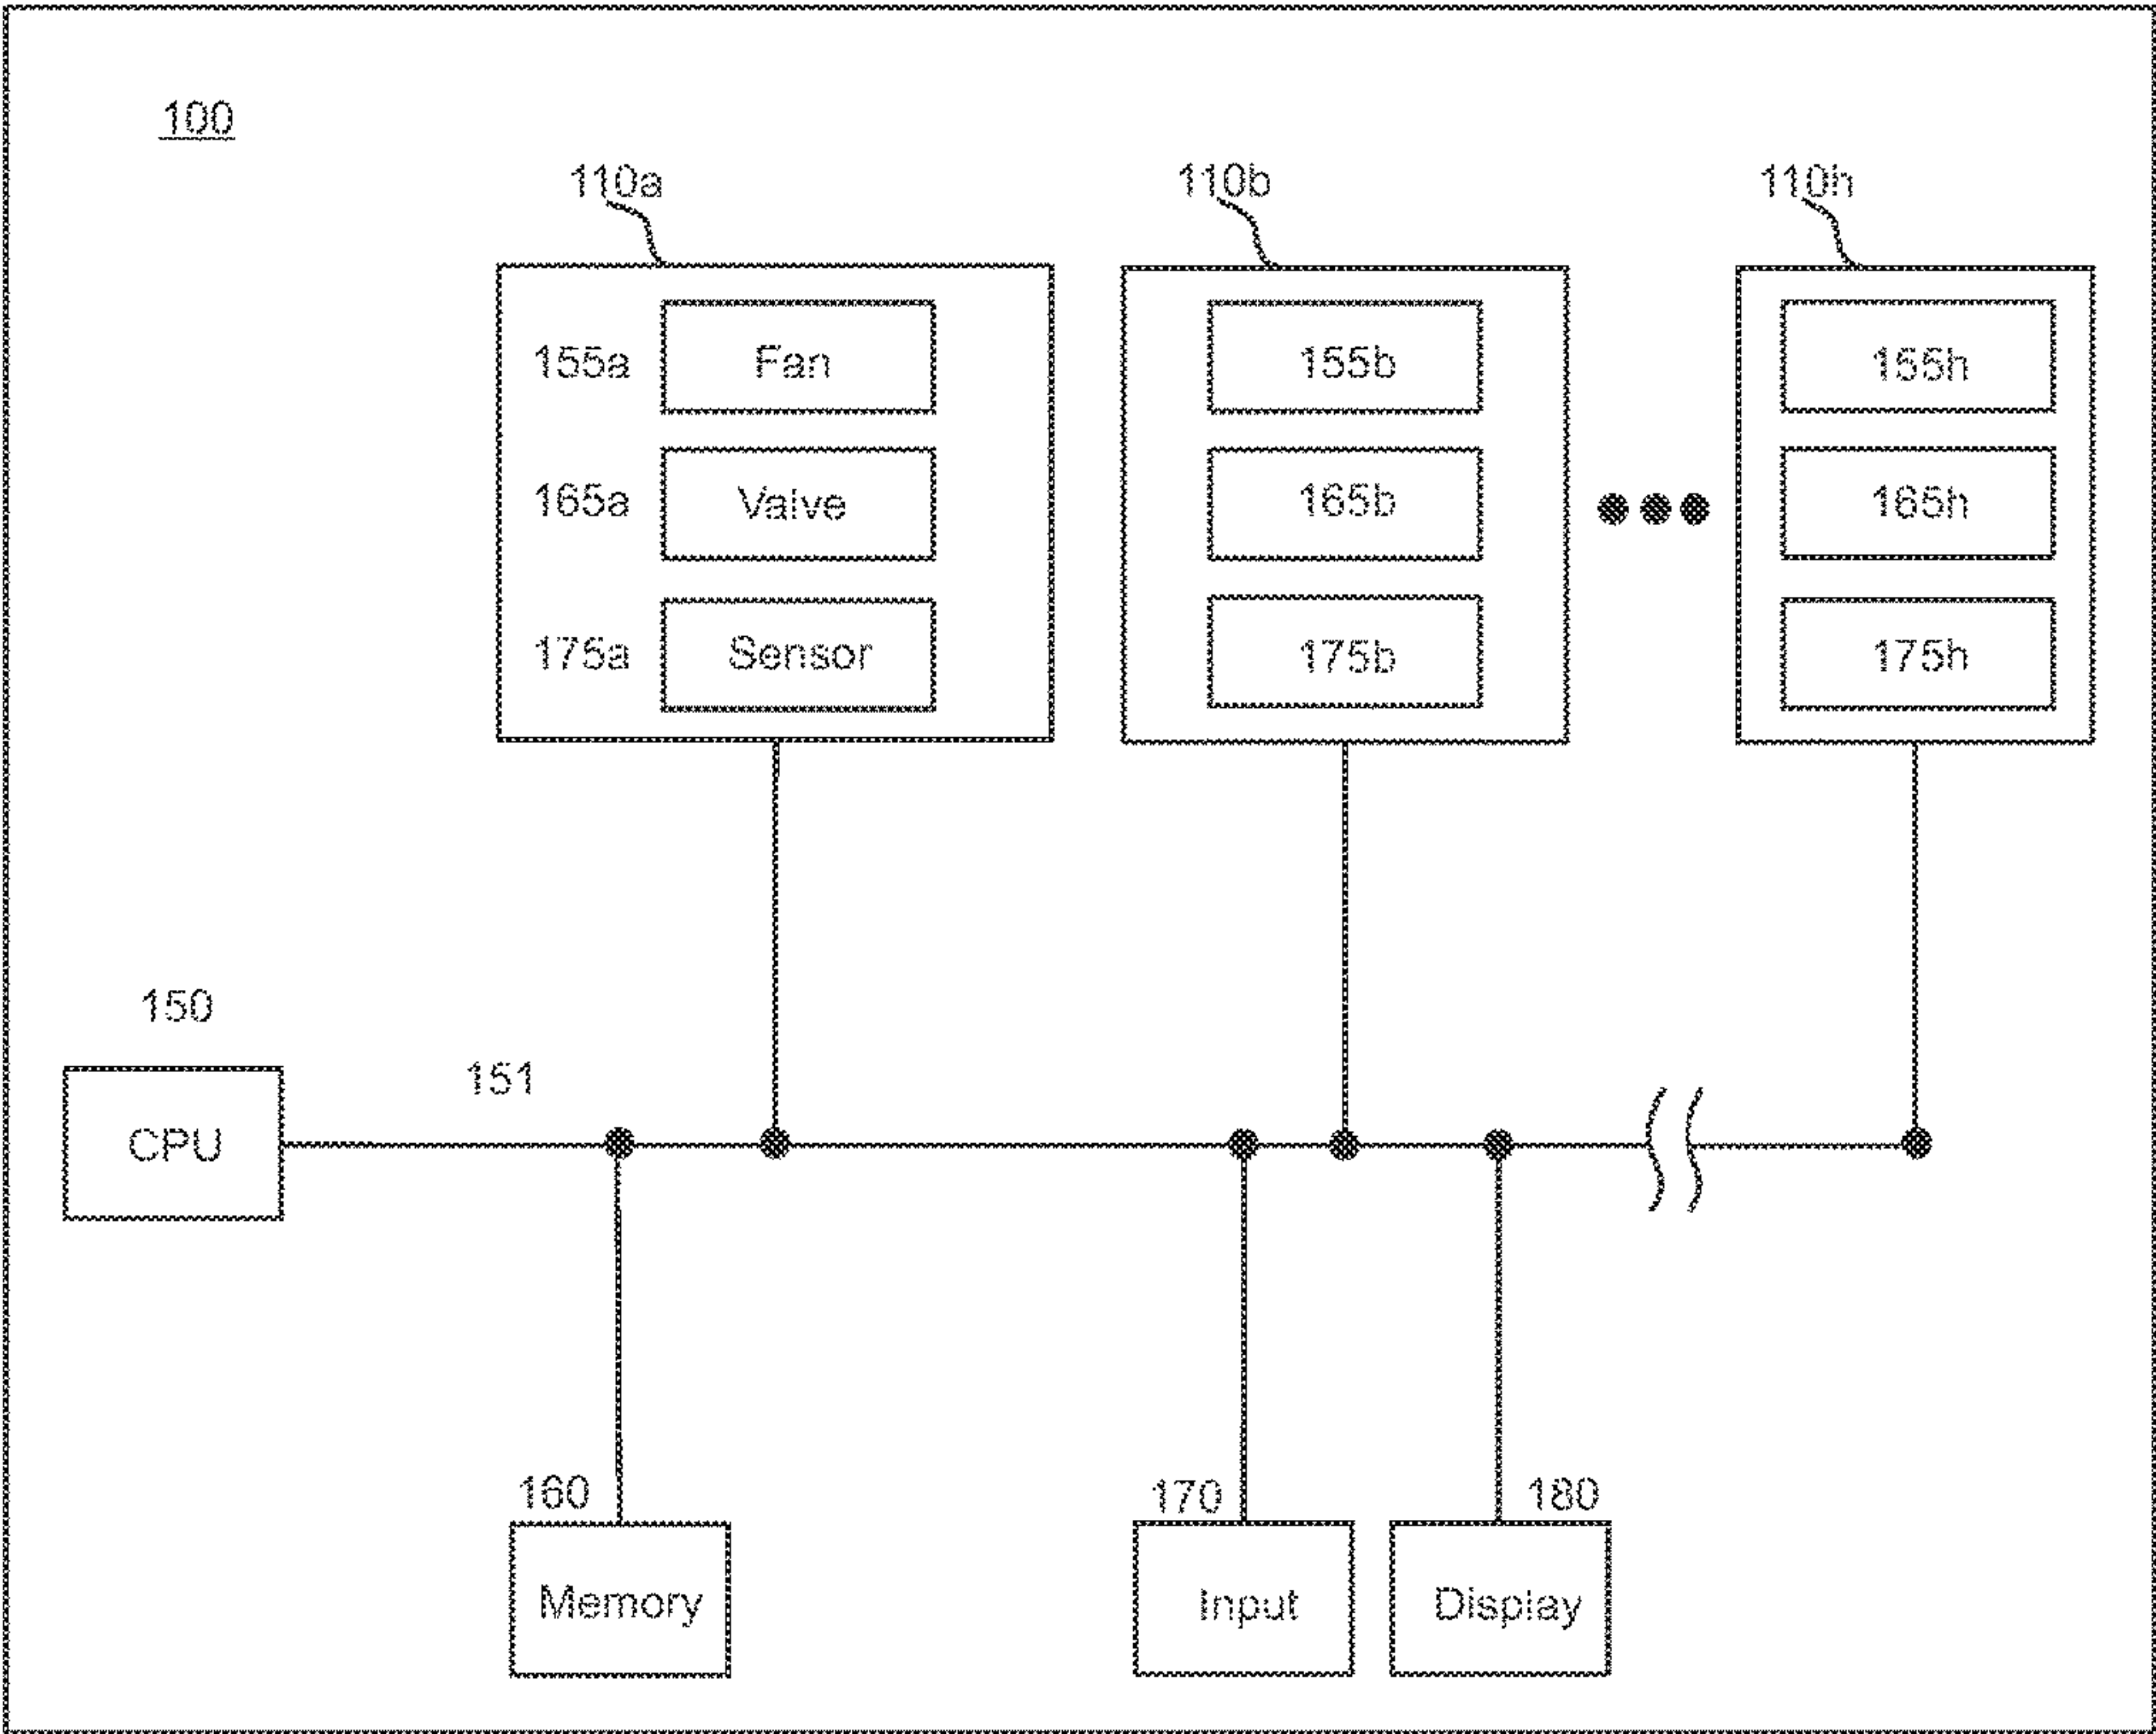 100
110a
110b
110h
155a Fan
155b
155h
165a Valve
165b
165h
175a Sensor
175b
175h
150
151
CPU
160
170
180
Memory
Input
Display